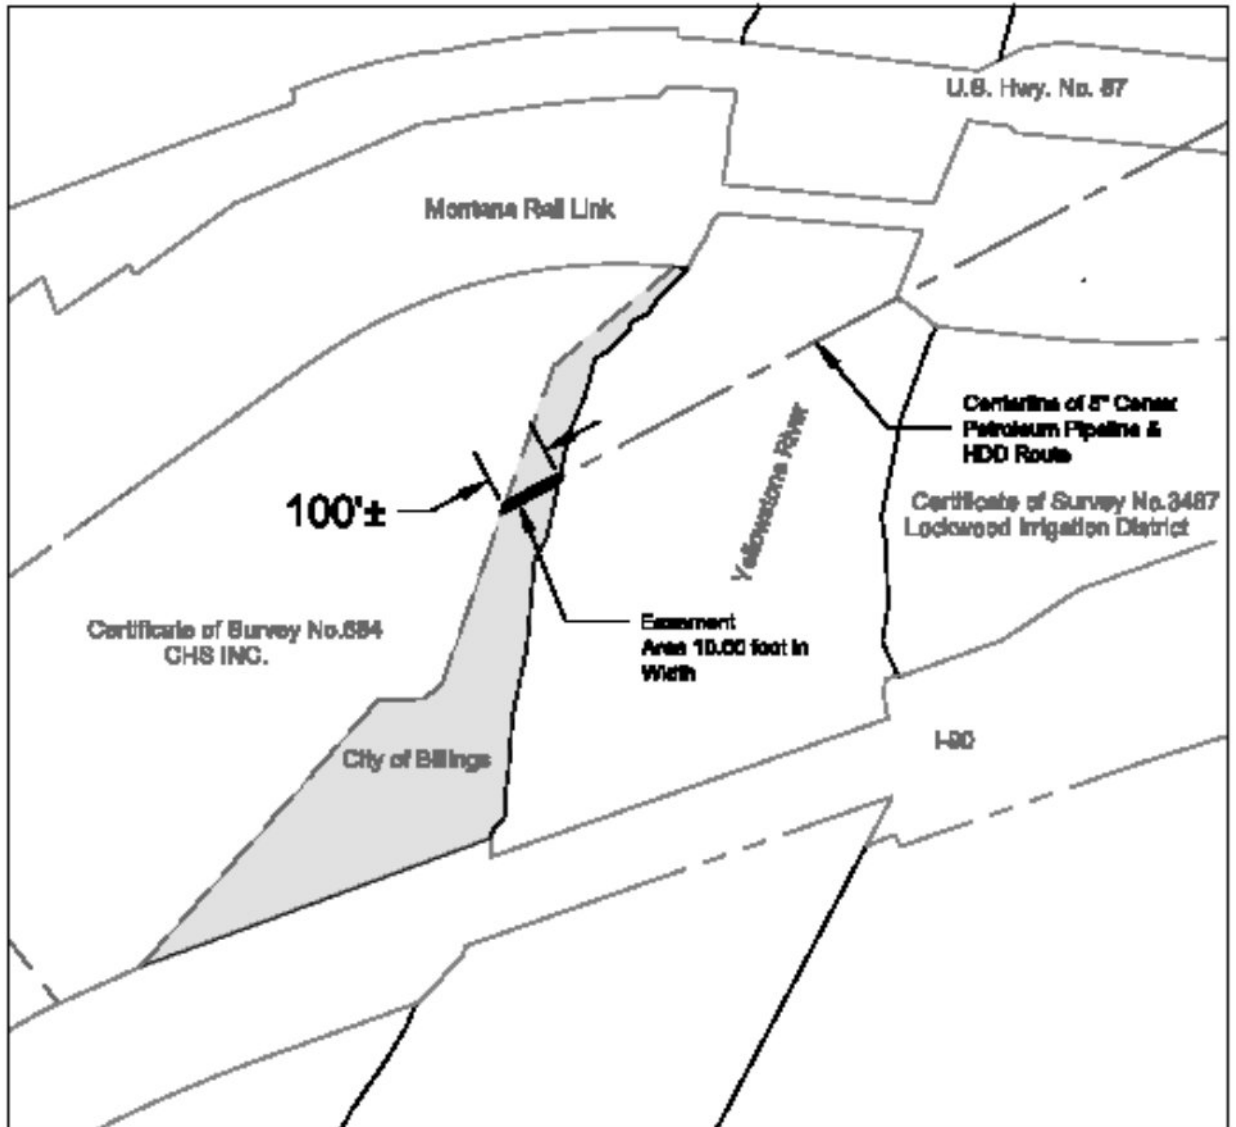 U.S. Hwy. No. 87
Montana Rail Link
Centerline of 8" Cenex
Petroleum Pipeline &
HDD Route
100'±
Yellowstone River
Certificate of Survey No.3487
Lockwood Irrigation District
Easement
Area 10.00 foot in
Width
Certificate of Survey No.684
CHS INC.
I-90
City of Billings